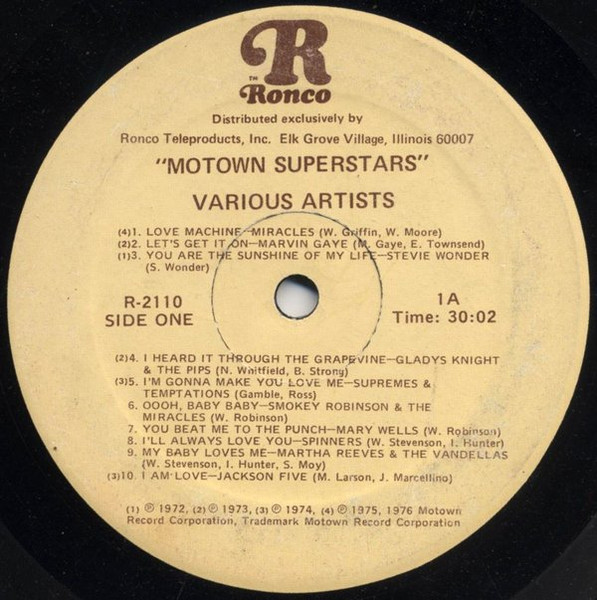 R
TM
Ronco
Distributed exclusively by
Ronco Teleproducts, Inc. Elk Grove Village, Illinois 60007
"MOTOWN SUPERSTARS"
VARIOUS ARTISTS
(4)1. LOVE MACHINE—MIRACLES (W. Griffin, W. Moore)
(2)2. LET'S GET IT ON—MARVIN GAYE (M. Gaye, E. Townsend)
(1)3. YOU ARE THE SUNSHINE OF MY LIFE—STEVIE WONDER
(S. Wonder)
R-2110
SIDE ONE
1A
Time: 30:02
(2)4. I HEARD IT THROUGH THE GRAPEVINE—GLADYS KNIGHT
& THE PIPS (N. Whitfield, B. Strong)
(3)5. I'M GONNA MAKE YOU LOVE ME—SUPREMES &
TEMPTATIONS (Gamble, Ross)
6. OOOH, BABY BABY—SMOKEY ROBINSON & THE
MIRACLES (W. Robinson)
7. YOU BEAT ME TO THE PUNCH—MARY WELLS (W. Robinson)
8. I'LL ALWAYS LOVE YOU—SPINNERS (W. Stevenson, I. Hunter)
9. MY BABY LOVES ME—MARTHA REEVES & THE VANDELLAS
(W. Stevenson, I. Hunter, S. Moy)
(3)10. I AM LOVE—JACKSON FIVE (M. Larson, J. Marcellino)
(1) ℗ 1972, (2) ℗ 1973, (3) ℗ 1974, (4) ℗ 1975, 1976 Motown
Record Corporation, Trademark Motown Record Corporation